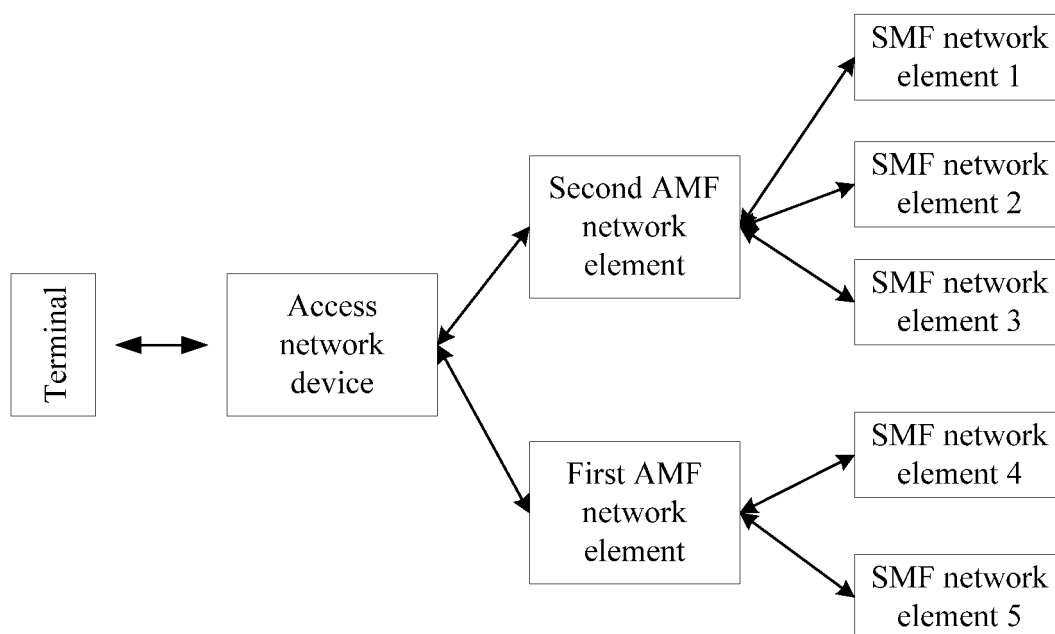 Terminal
Access
network
device
Second AMF
network
element
First AMF
network
element
SMF network
element 1
SMF network
element 2
SMF network
element 3
SMF network
element 4
SMF network
element 5